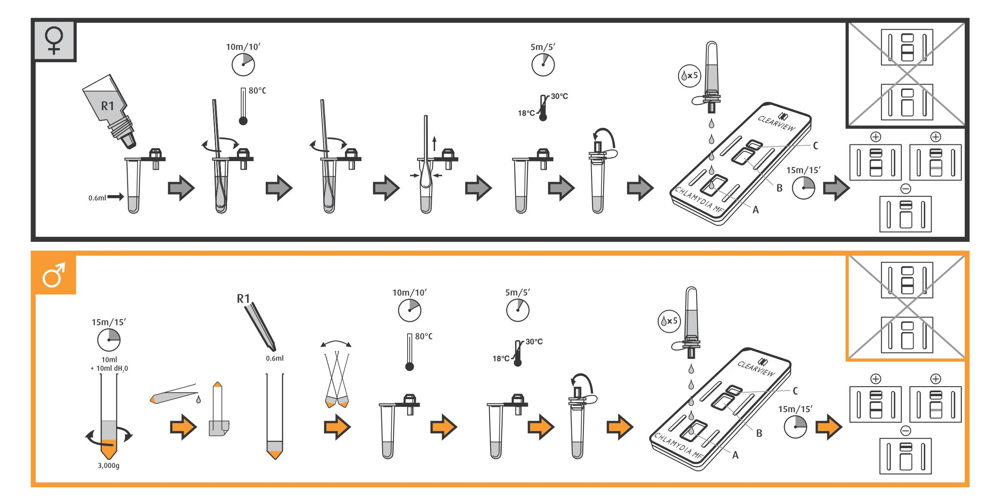 ♀
10m/10′
80°C
R1
0.6ml
5m/5′
30°C
18°C
x5
CLEARVIEW
CHLAMYDIA MF
C
B
A
15m/15′
+
+
−
♂
15m/15′
10ml
+ 10ml dH₂0
3,000g
R1
0.6ml
10m/10′
80°C
5m/5′
30°C
18°C
x5
CLEARVIEW
CHLAMYDIA MF
C
B
A
15m/15′
+
+
−